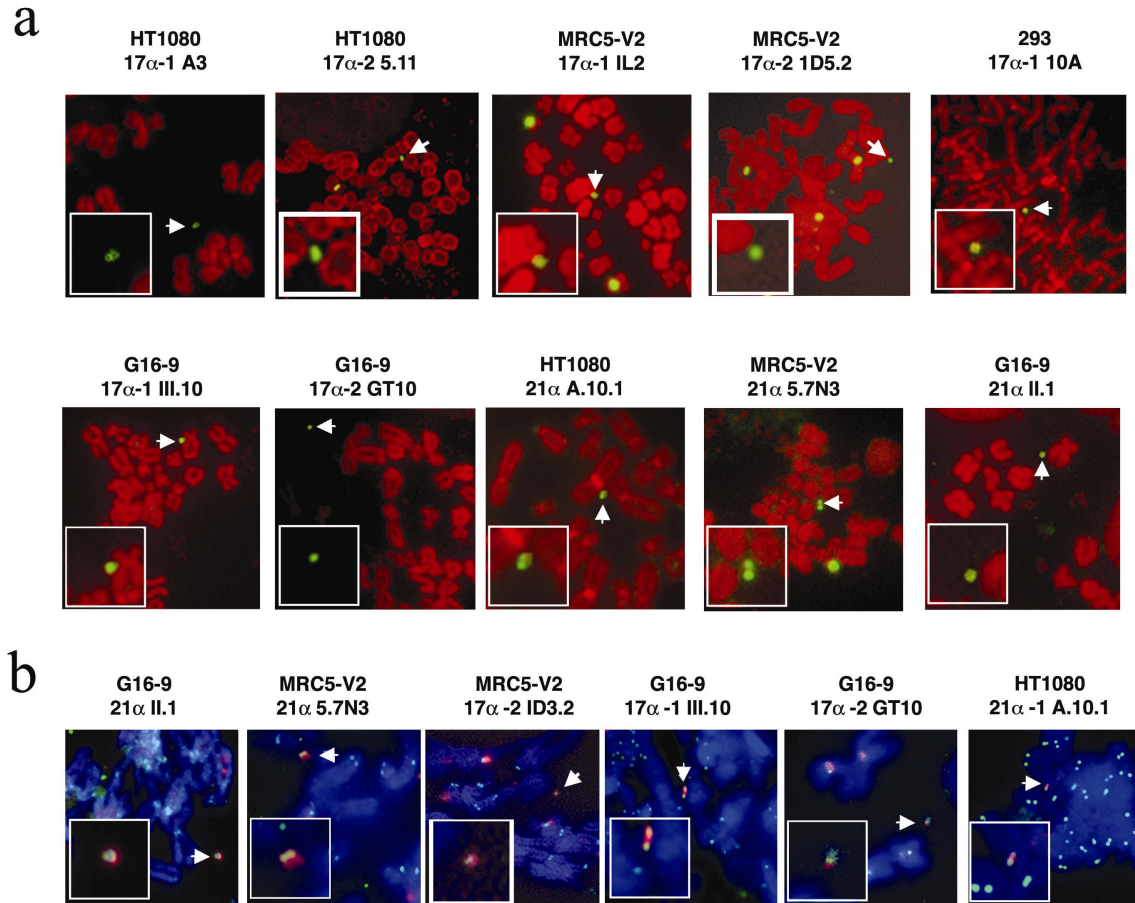 a
HT1080
17α-1 A3
HT1080
17α-2 5.11
MRC5-V2
17α-1 IL2
MRC5-V2
17α-2 1D5.2
293
17α-1 10A
G16-9
17α-1 III.10
G16-9
17α-2 GT10
HT1080
21α A.10.1
MRC5-V2
21α 5.7N3
G16-9
21α II.1
b
G16-9
21α II.1
MRC5-V2
21α 5.7N3
MRC5-V2
17α-2 ID3.2
G16-9
17α-1 III.10
G16-9
17α-2 GT10
HT1080
21α-1 A.10.1